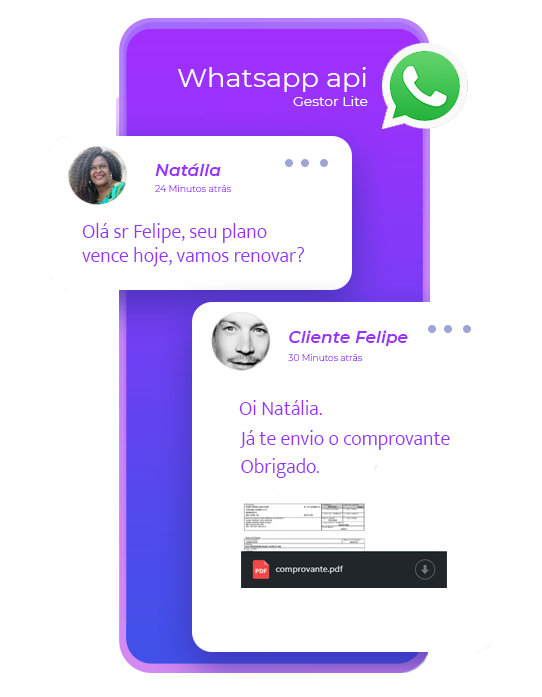 Whatsapp api
Gestor Lite
Natália
24 Minutos atrás
Olá sr Felipe, seu plano
vence hoje, vamos renovar?
Cliente Felipe
30 Minutos atrás
Oi Natália.
Já te envio o comprovante
Obrigado.
PDF
comprovante.pdf